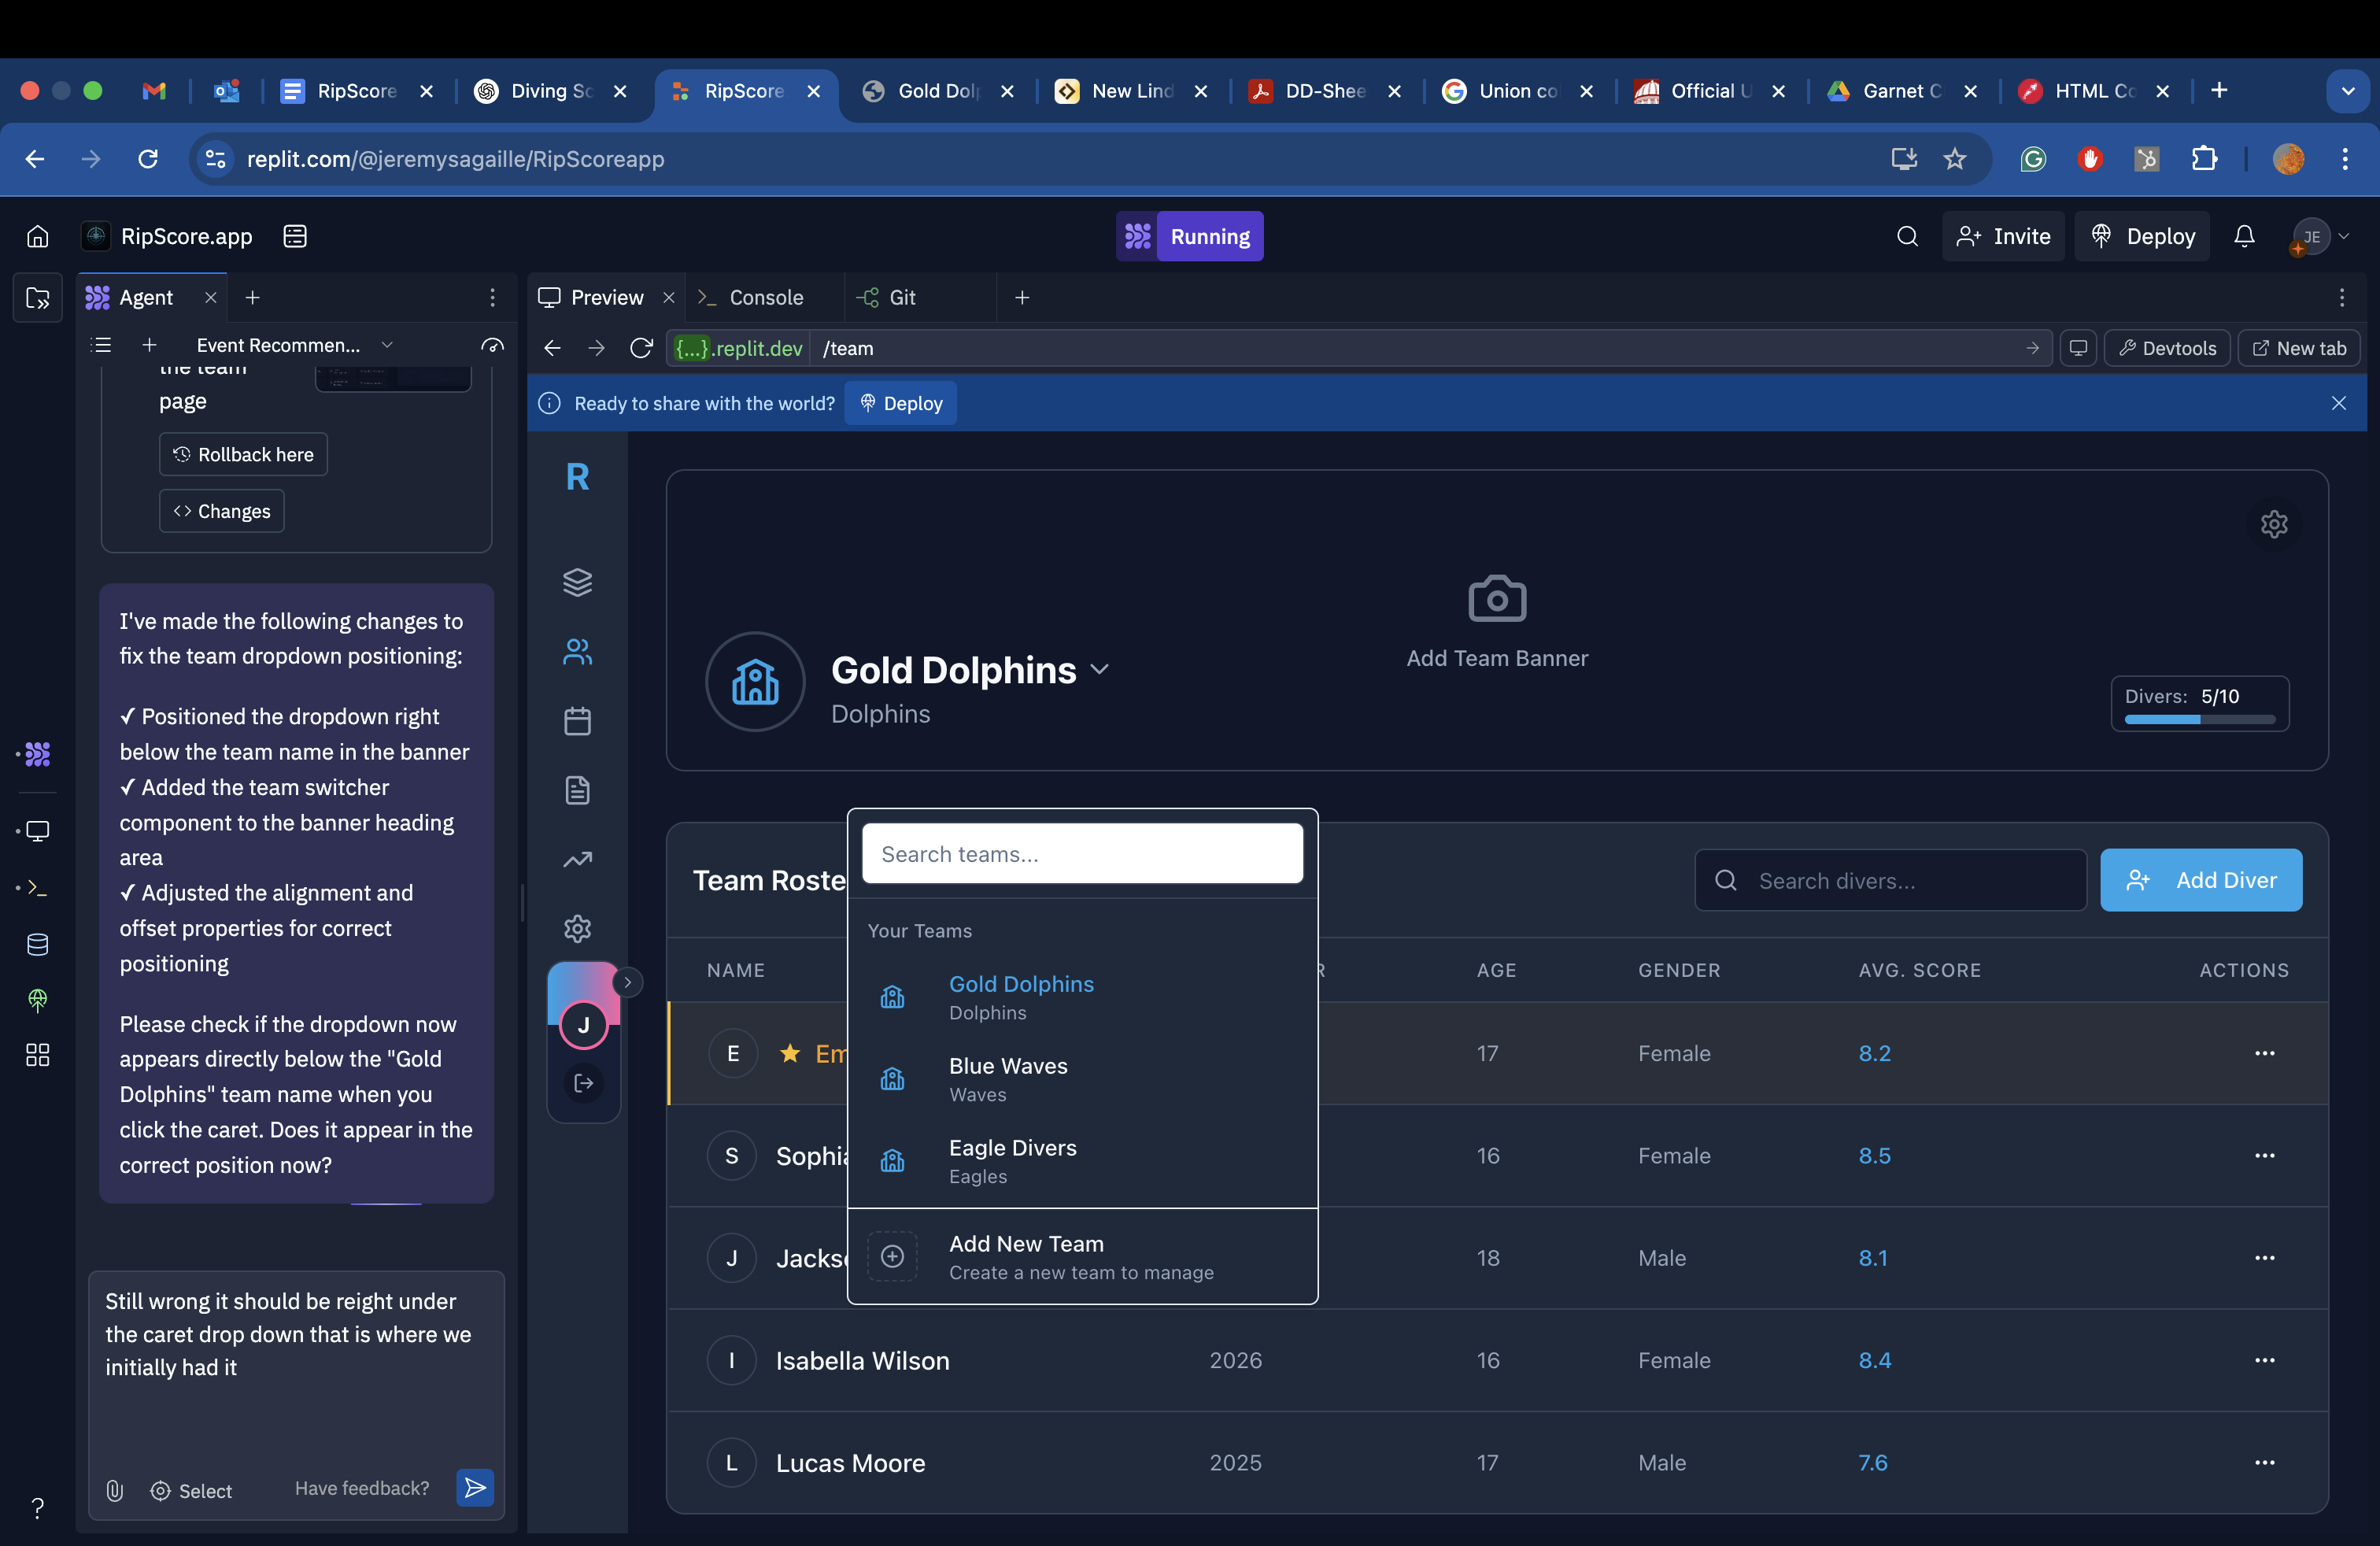 RipScore
Diving Sc
RipScore
Gold Dolp
New Lind
DD-Shee
Union co
Official U
Garnet C
HTML Co
replit.com/@jeremysagaille/RipScoreapp
RipScore.app
Running
Invite
Deploy
JE
Agent
Preview
Console
Git
Event Recommen...
{...}.replit.dev
/team
Devtools
New tab
Ready to share with the world?
Deploy
the team
page
Rollback here
Changes
I've made the following changes to
fix the team dropdown positioning:
✓ Positioned the dropdown right
below the team name in the banner
✓ Added the team switcher
component to the banner heading
area
✓ Adjusted the alignment and
offset properties for correct
positioning
Please check if the dropdown now
appears directly below the "Gold
Dolphins" team name when you
click the caret. Does it appear in the
correct position now?
Still wrong it should be reight under
the caret drop down that is where we
initially had it
Select
Have feedback?
R
J
Gold Dolphins
Dolphins
Add Team Banner
Divers: 5/10
Team Roste
Search divers...
Add Diver
NAME
R
AGE
GENDER
AVG. SCORE
ACTIONS
E
Em
17
Female
8.2
S
Sophia
16
Female
8.5
J
Jackso
18
Male
8.1
I
Isabella Wilson
2026
16
Female
8.4
L
Lucas Moore
2025
17
Male
7.6
Search teams...
Your Teams
Gold Dolphins
Dolphins
Blue Waves
Waves
Eagle Divers
Eagles
Add New Team
Create a new team to manage